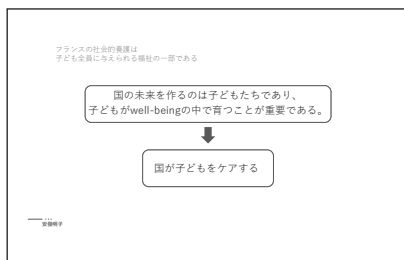 フランスの社会的養護は
子ども全員に与えられる福祉の一部である
国の未来を作るのは子どもたちであり、
子どもがwell-beingの中で育つことが重要である。
国が子どもをケアする